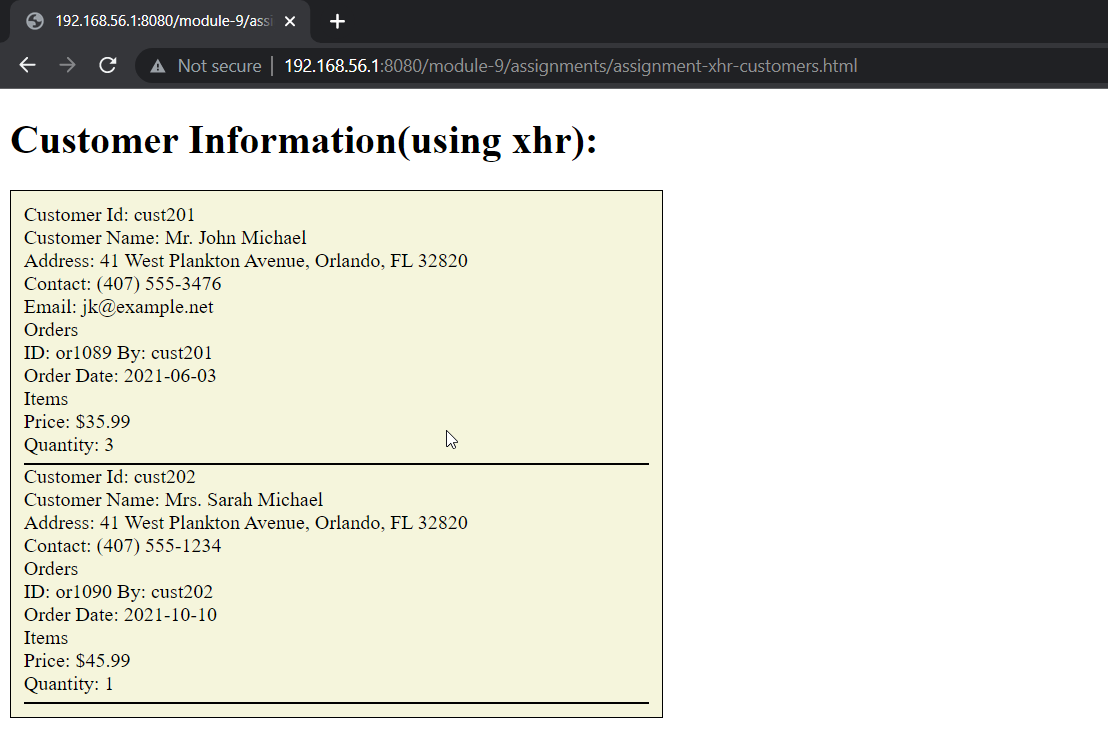 192.168.56.1:8080/module-9/assi
Not secure | 192.168.56.1:8080/module-9/assignments/assignment-xhr-customers.html
Customer Information(using xhr):
Customer Id: cust201
Customer Name: Mr. John Michael
Address: 41 West Plankton Avenue, Orlando, FL 32820
Contact: (407) 555-3476
Email: jk@example.net
Orders
ID: or1089 By: cust201
Order Date: 2021-06-03
Items
Price: $35.99
Quantity: 3
Customer Id: cust202
Customer Name: Mrs. Sarah Michael
Address: 41 West Plankton Avenue, Orlando, FL 32820
Contact: (407) 555-1234
Orders
ID: or1090 By: cust202
Order Date: 2021-10-10
Items
Price: $45.99
Quantity: 1